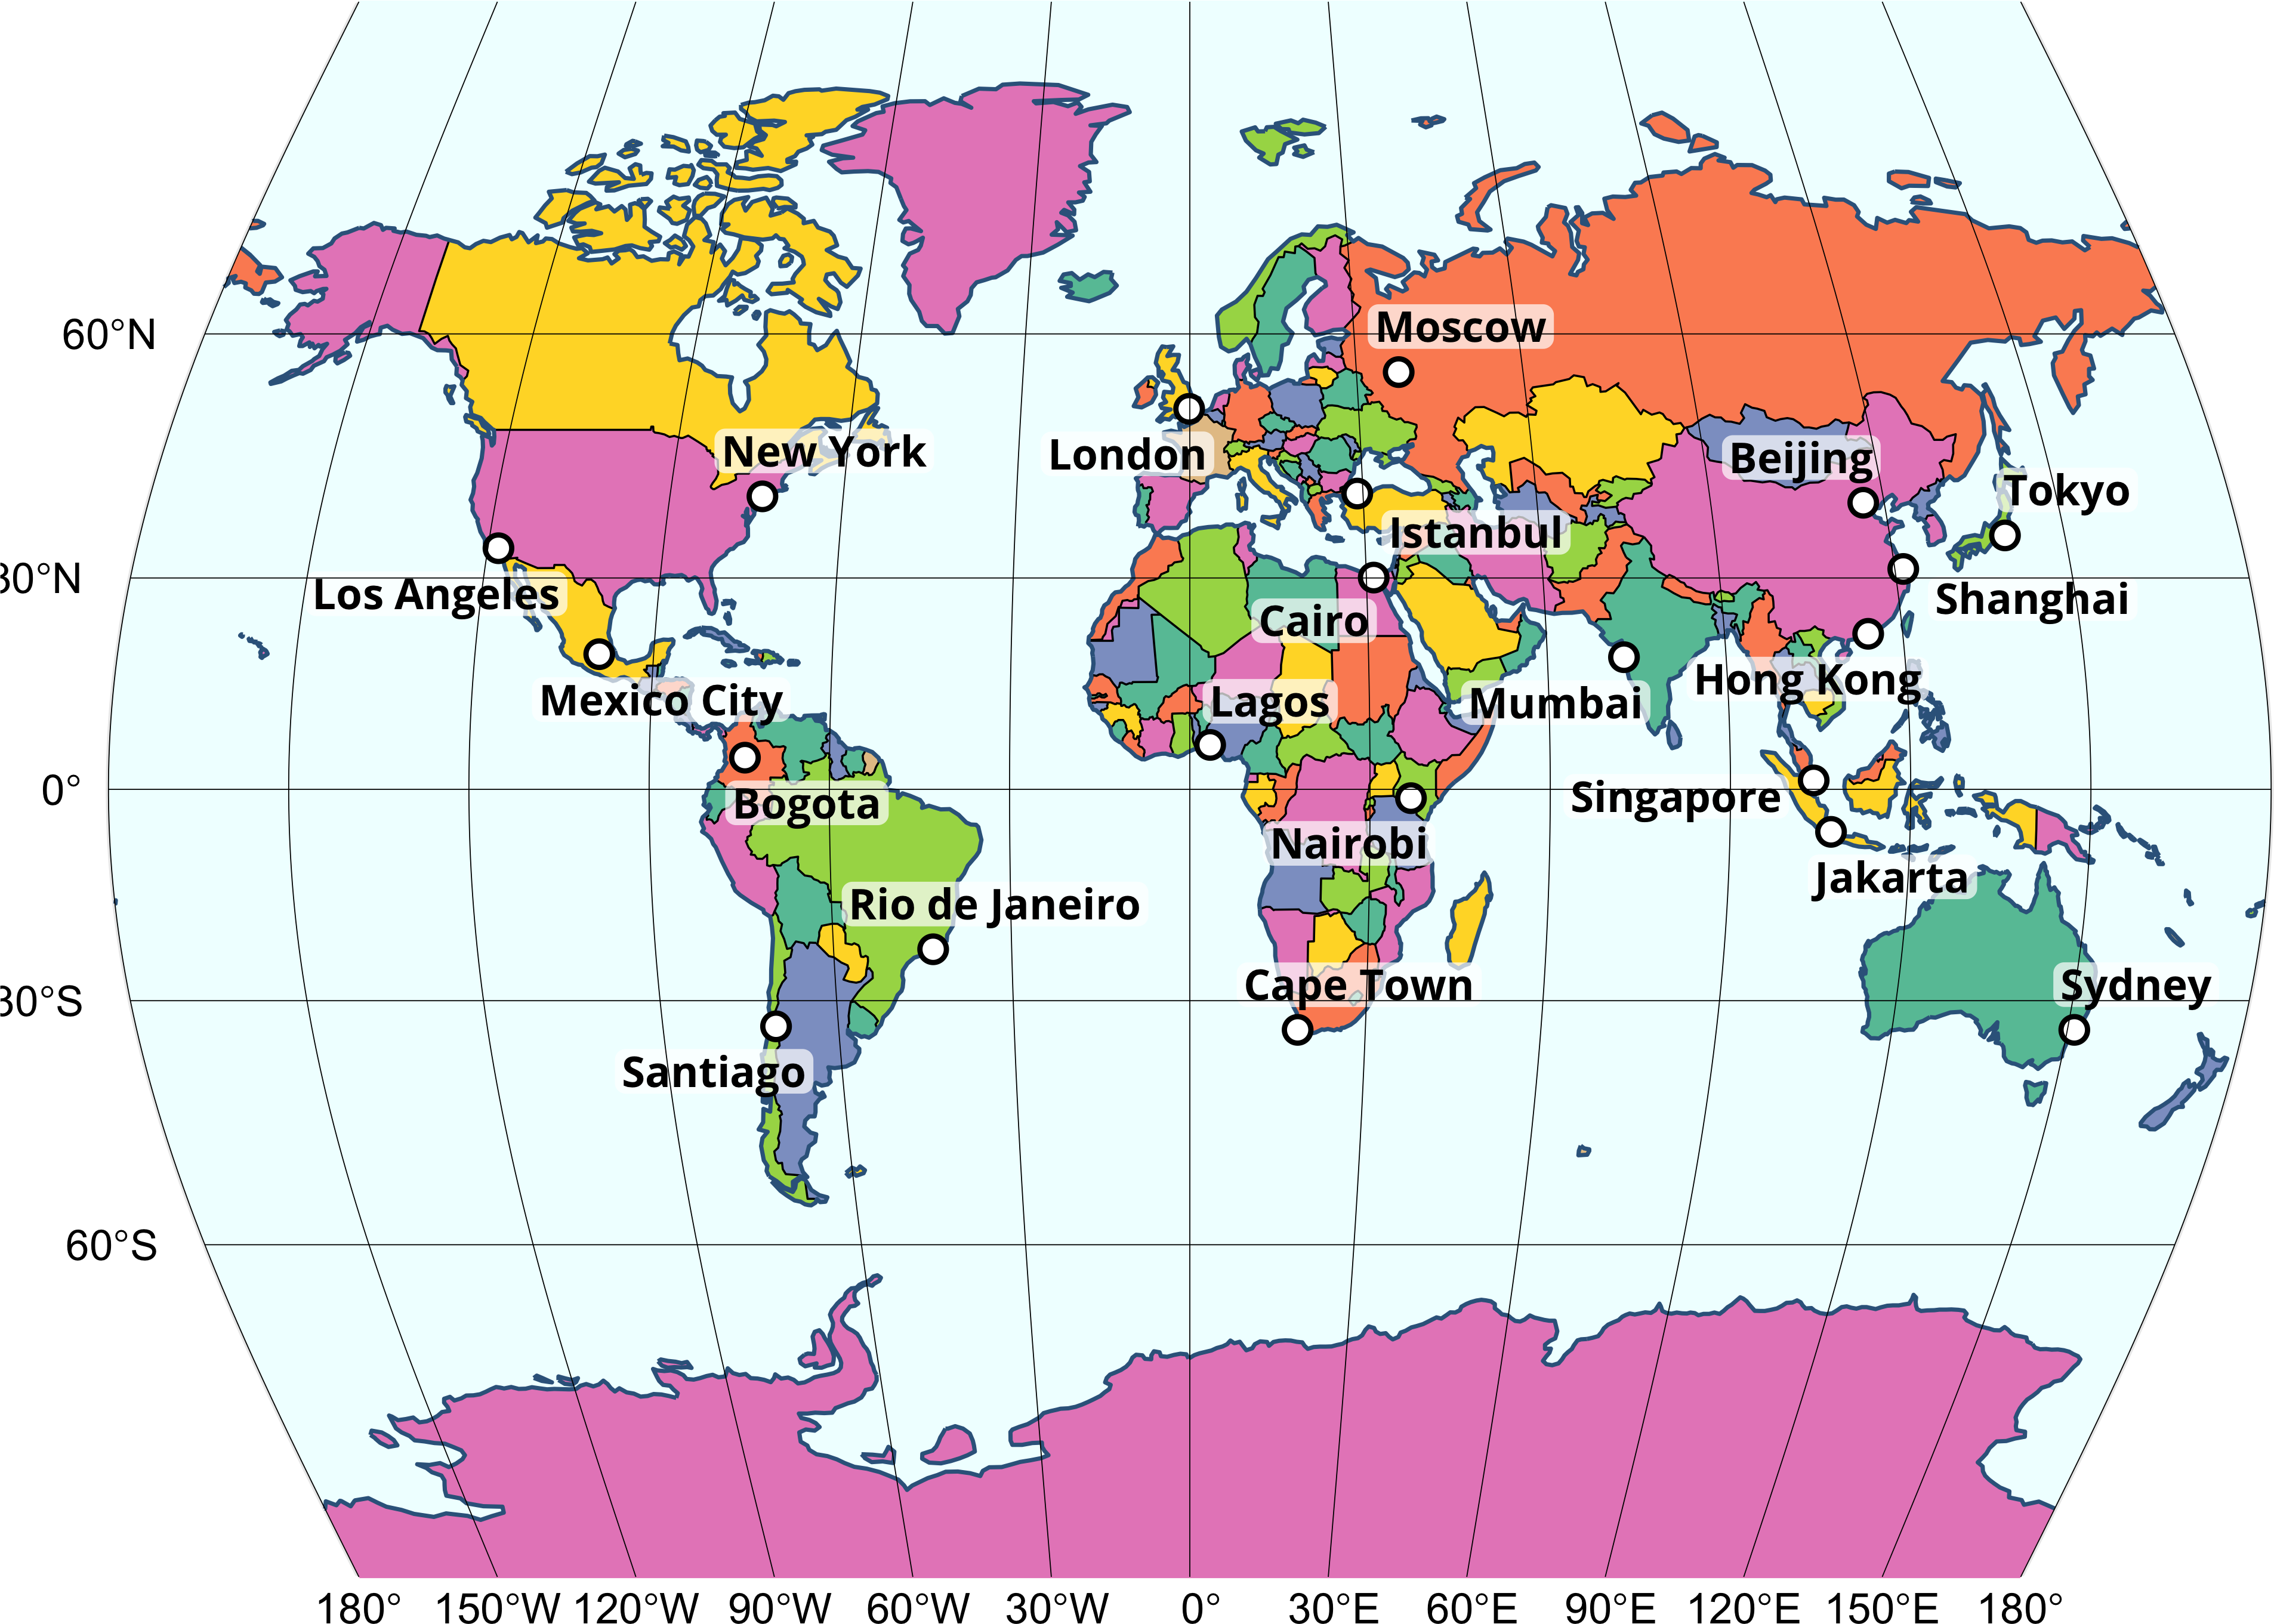 60°N
Moscow
New York
London
Beijing
Tokyo
Istanbul
30°N
Los Angeles
Shanghai
Cairo
Hong Kong
Mexico City
Lagos
Mumbai
0°
Singapore
Bogota
Nairobi
Jakarta
Rio de Janeiro
Cape Town
Sydney
30°S
Santiago
60°S
180° 150°W 120°W 90°W 60°W 30°W 0° 30°E 60°E 90°E 120°E 150°E 180°